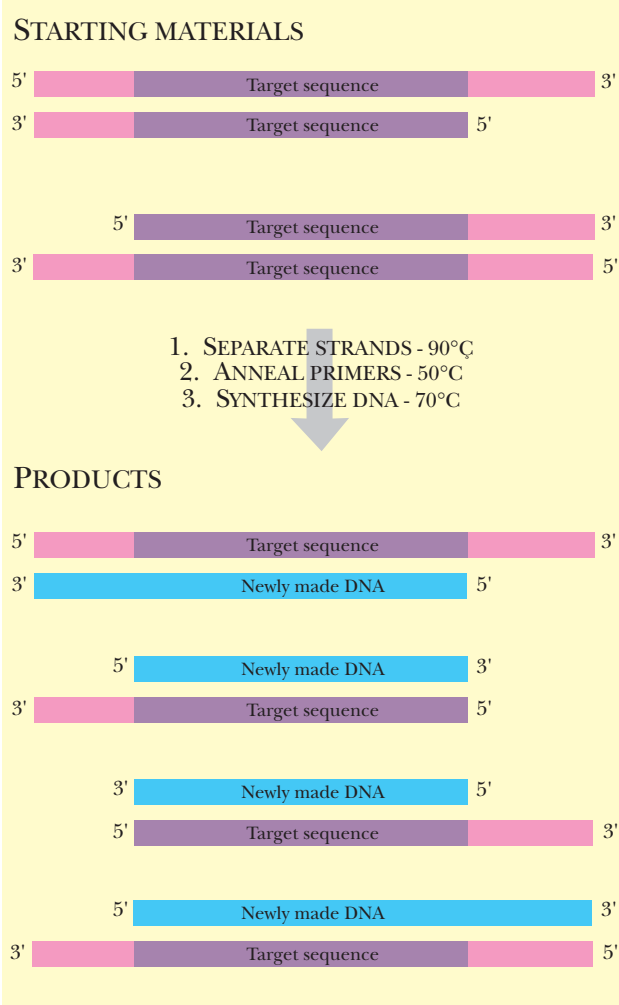 STARTING MATERIALS
5' Target sequence 3'
3' Target sequence 5'
5' Target sequence 3'
3' Target sequence 5'
1. SEPARATE STRANDS - 90°Ç
2. ANNEAL PRIMERS - 50°C
3. SYNTHESIZE DNA - 70°C
PRODUCTS
5' Target sequence 3'
3' Newly made DNA 5'
5' Newly made DNA 3'
3' Target sequence 5'
3' Newly made DNA 5'
5' Target sequence 3'
5' Newly made DNA 3'
3' Target sequence 5'